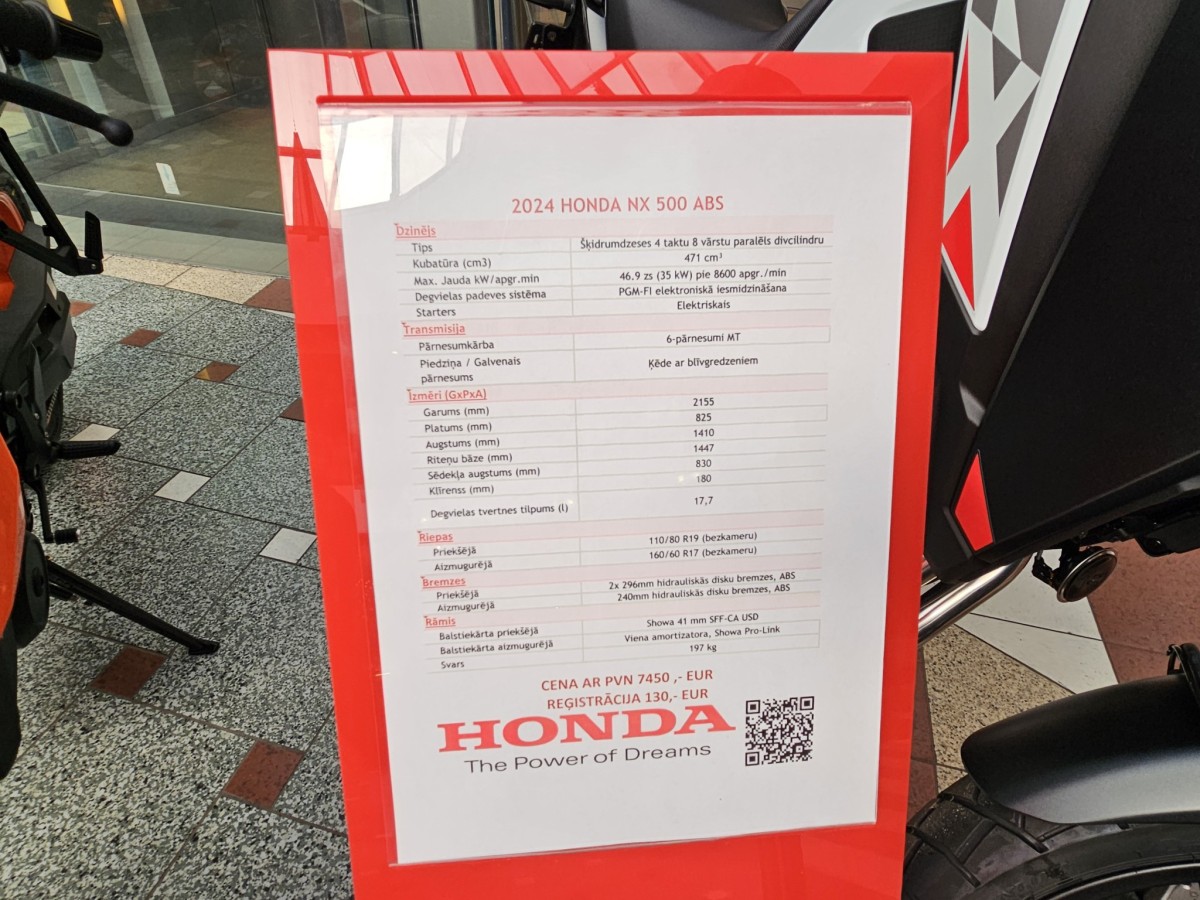 2024 HONDA NX 500 ABS
Dzinējs
Tips Šķidrumdzeses 4 taktu 8 vārstu paralēls divcilindru
Kubatūra (cm3) 471 cm³
Max. Jauda kW/apgr.min 46.9 zs (35 kW) pie 8600 apgr./min
Degvielas padeves sistēma PGM-FI elektroniskā iesmidzināšana
Starters Elektriskais
Transmisija
Pārnesumkārba 6-pārnesumi MT
Piedziņa / Galvenais pārnesums Ķēde ar blīvgredzeniem
Izmēri (GxPxA)
Garums (mm) 2155
Platums (mm) 825
Augstums (mm) 1410
Riteņu bāze (mm) 1447
Sēdekļa augstums (mm) 830
Klīrenss (mm) 180
Degvielas tvertnes tilpums (l) 17,7
Riepas
Priekšējā 110/80 R19 (bezkameru)
Aizmugurējā 160/60 R17 (bezkameru)
Bremzes
Priekšējā 2x 296mm hidrauliskās disku bremzes, ABS
Aizmugurējā 240mm hidrauliskās disku bremzes, ABS
Rāmis
Balstiekārta priekšējā Showa 41 mm SFF-CA USD
Balstiekārta aizmugurējā Viena amortizatora, Showa Pro-Link
Svars 197 kg
CENA AR PVN 7450 ,- EUR
REĢISTRĀCIJA 130,- EUR
HONDA
The Power of Dreams
X